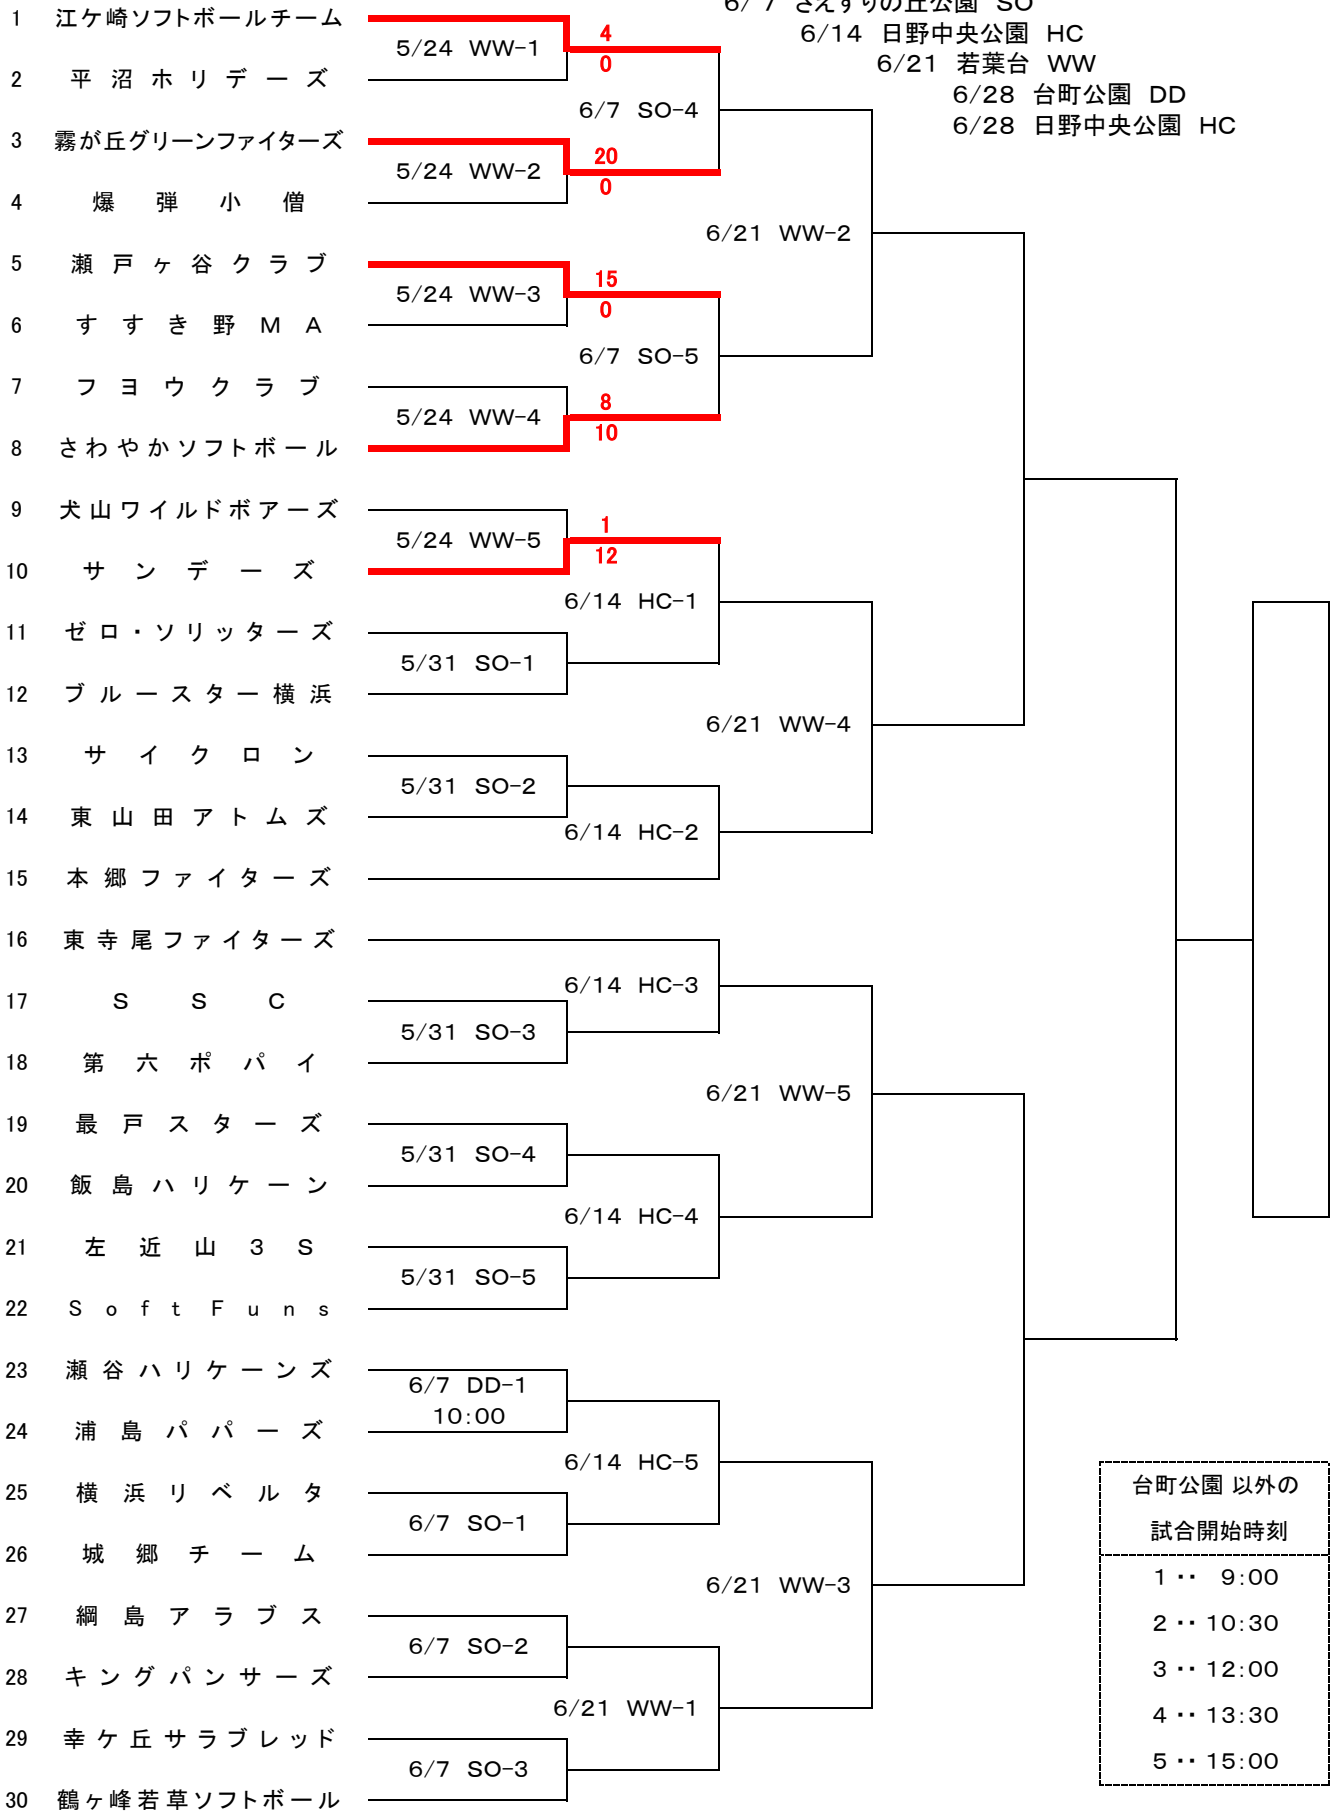 6/ 7 さえずりの丘公園 SO
6/14 日野中央公園 HC
6/21 若葉台 WW
6/28 台町公園 DD
6/28 日野中央公園 HC
1 江ケ崎ソフトボールチーム
5/24 WW-1
4
0
2 平沼ホリデーズ
6/7 SO-4
3 霧が丘グリーンファイターズ
5/24 WW-2
20
0
4 爆弾小僧
6/21 WW-2
5 瀬戸ヶ谷クラブ
5/24 WW-3
15
0
6 すすき野MA
6/7 SO-5
7 フヨウクラブ
5/24 WW-4
8
10
8 さわやかソフトボール
9 犬山ワイルドボアーズ
5/24 WW-5
1
12
10 サンデーズ
6/14 HC-1
11 ゼロ・ソリッターズ
5/31 SO-1
12 ブルースター横浜
6/21 WW-4
13 サイクロン
5/31 SO-2
14 東山田アトムズ
6/14 HC-2
15 本郷ファイターズ
16 東寺尾ファイターズ
6/14 HC-3
17 SSC
5/31 SO-3
18 第六ポパイ
6/21 WW-5
19 最戸スターズ
5/31 SO-4
20 飯島ハリケーン
6/14 HC-4
21 左近山3S
5/31 SO-5
22 Soft Funs
23 瀬谷ハリケーンズ
6/7 DD-1
10:00
24 浦島パパーズ
6/14 HC-5
25 横浜リベルタ
6/7 SO-1
26 城郷チーム
6/21 WW-3
27 綱島アラブス
6/7 SO-2
28 キングパンサーズ
6/21 WW-1
29 幸ケ丘サラブレッド
6/7 SO-3
30 鶴ヶ峰若草ソフトボール
台町公園 以外の
試合開始時刻
1 ‥ 9:00
2 ‥ 10:30
3 ‥ 12:00
4 ‥ 13:30
5 ‥ 15:00